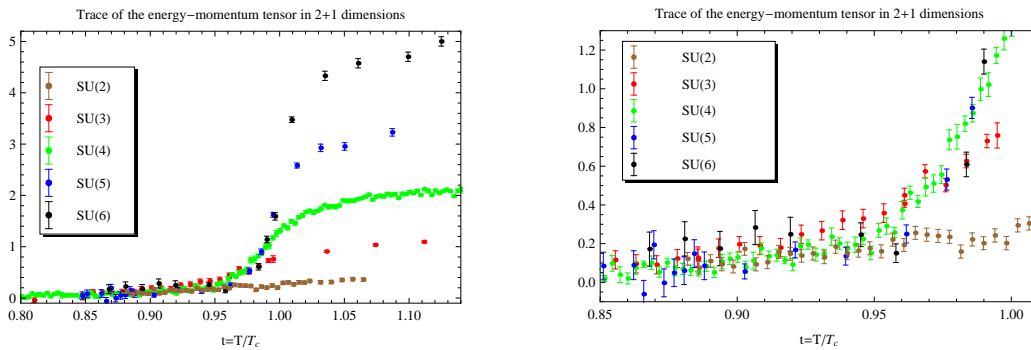 Trace of the energy−momentum tensor in 2+1 dimensions
5
4
3
2
1
0
SU(2)
SU(3)
SU(4)
SU(5)
SU(6)
0.80 0.85 0.90 0.95 1.00 1.05 1.10
t=T/Tc
Trace of the energy−momentum tensor in 2+1 dimensions
1.2
1.0
0.8
0.6
0.4
0.2
0.0
SU(2)
SU(3)
SU(4)
SU(5)
SU(6)
0.85 0.90 0.95 1.00
t=T/Tc